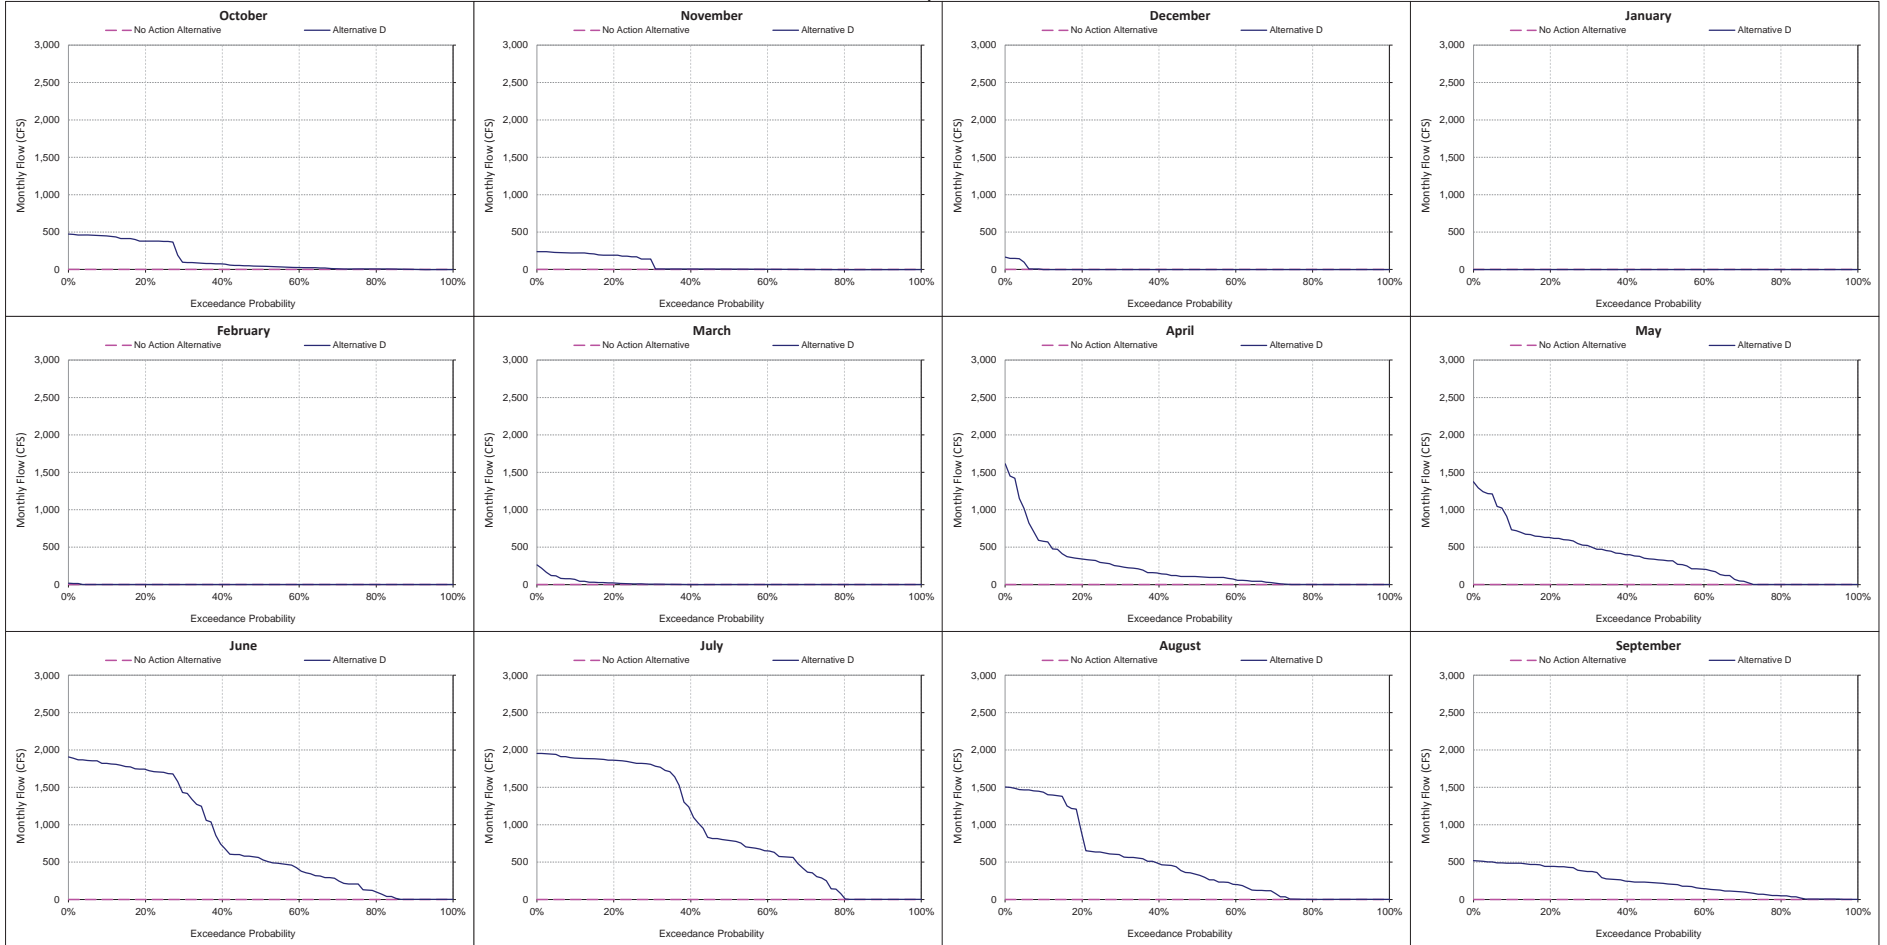 October
No Action Alternative Alternative D
3,000
2,500
2,000
1,500
1,000
500
0
Monthly Flow (CFS)
0% 20% 40% 60% 80% 100%
Exceedance Probability
November
No Action Alternative Alternative D
3,000
2,500
2,000
1,500
1,000
500
0
Monthly Flow (CFS)
0% 20% 40% 60% 80% 100%
Exceedance Probability
December
No Action Alternative Alternative D
3,000
2,500
2,000
1,500
1,000
500
0
Monthly Flow (CFS)
0% 20% 40% 60% 80% 100%
Exceedance Probability
January
No Action Alternative Alternative D
3,000
2,500
2,000
1,500
1,000
500
0
Monthly Flow (CFS)
0% 20% 40% 60% 80% 100%
Exceedance Probability
February
No Action Alternative Alternative D
3,000
2,500
2,000
1,500
1,000
500
0
Monthly Flow (CFS)
0% 20% 40% 60% 80% 100%
Exceedance Probability
March
No Action Alternative Alternative D
3,000
2,500
2,000
1,500
1,000
500
0
Monthly Flow (CFS)
0% 20% 40% 60% 80% 100%
Exceedance Probability
April
No Action Alternative Alternative D
3,000
2,500
2,000
1,500
1,000
500
0
Monthly Flow (CFS)
0% 20% 40% 60% 80% 100%
Exceedance Probability
May
No Action Alternative Alternative D
3,000
2,500
2,000
1,500
1,000
500
0
Monthly Flow (CFS)
0% 20% 40% 60% 80% 100%
Exceedance Probability
June
No Action Alternative Alternative D
3,000
2,500
2,000
1,500
1,000
500
0
Monthly Flow (CFS)
0% 20% 40% 60% 80% 100%
Exceedance Probability
July
No Action Alternative Alternative D
3,000
2,500
2,000
1,500
1,000
500
0
Monthly Flow (CFS)
0% 20% 40% 60% 80% 100%
Exceedance Probability
August
No Action Alternative Alternative D
3,000
2,500
2,000
1,500
1,000
500
0
Monthly Flow (CFS)
0% 20% 40% 60% 80% 100%
Exceedance Probability
September
No Action Alternative Alternative D
3,000
2,500
2,000
1,500
1,000
500
0
Monthly Flow (CFS)
0% 20% 40% 60% 80% 100%
Exceedance Probability